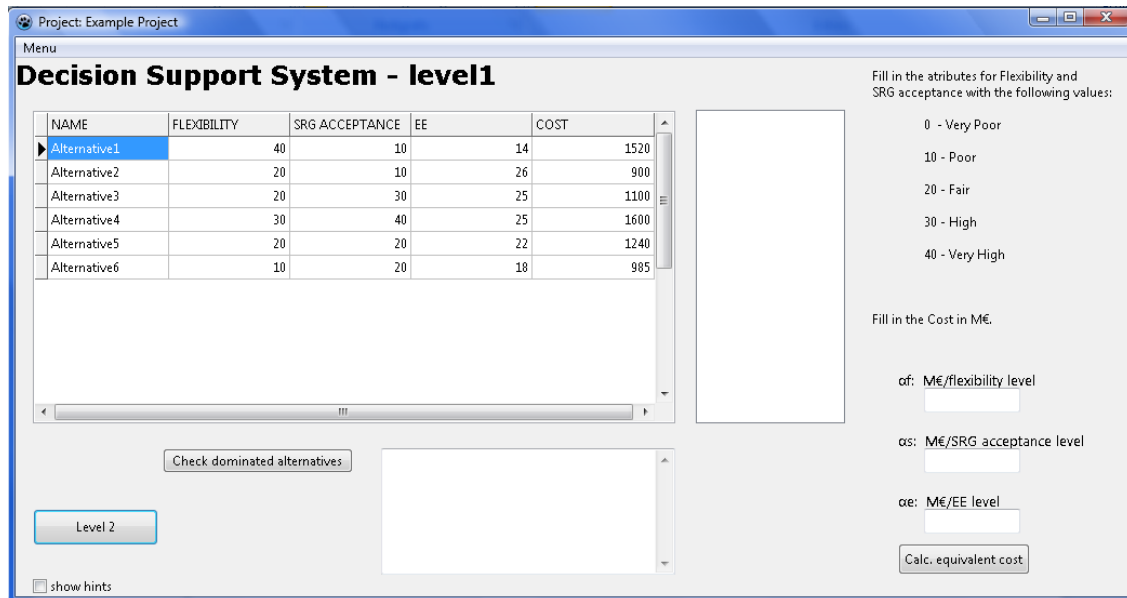 Project: Example Project
Menu
Decision Support System - level1
NAME FLEXIBILITY SRG ACCEPTANCE EE COST
Alternative1 40 10 14 1520
Alternative2 20 10 26 900
Alternative3 20 30 25 1100
Alternative4 30 40 25 1600
Alternative5 20 20 22 1240
Alternative6 10 20 18 985
Check dominated alternatives
Level 2
show hints
Fill in the atributes for Flexibility and
SRG acceptance with the following values:
0 - Very Poor
10 - Poor
20 - Fair
30 - High
40 - Very High
Fill in the Cost in M€.
αf: M€/flexibility level
αs: M€/SRG acceptance level
αe: M€/EE level
Calc. equivalent cost